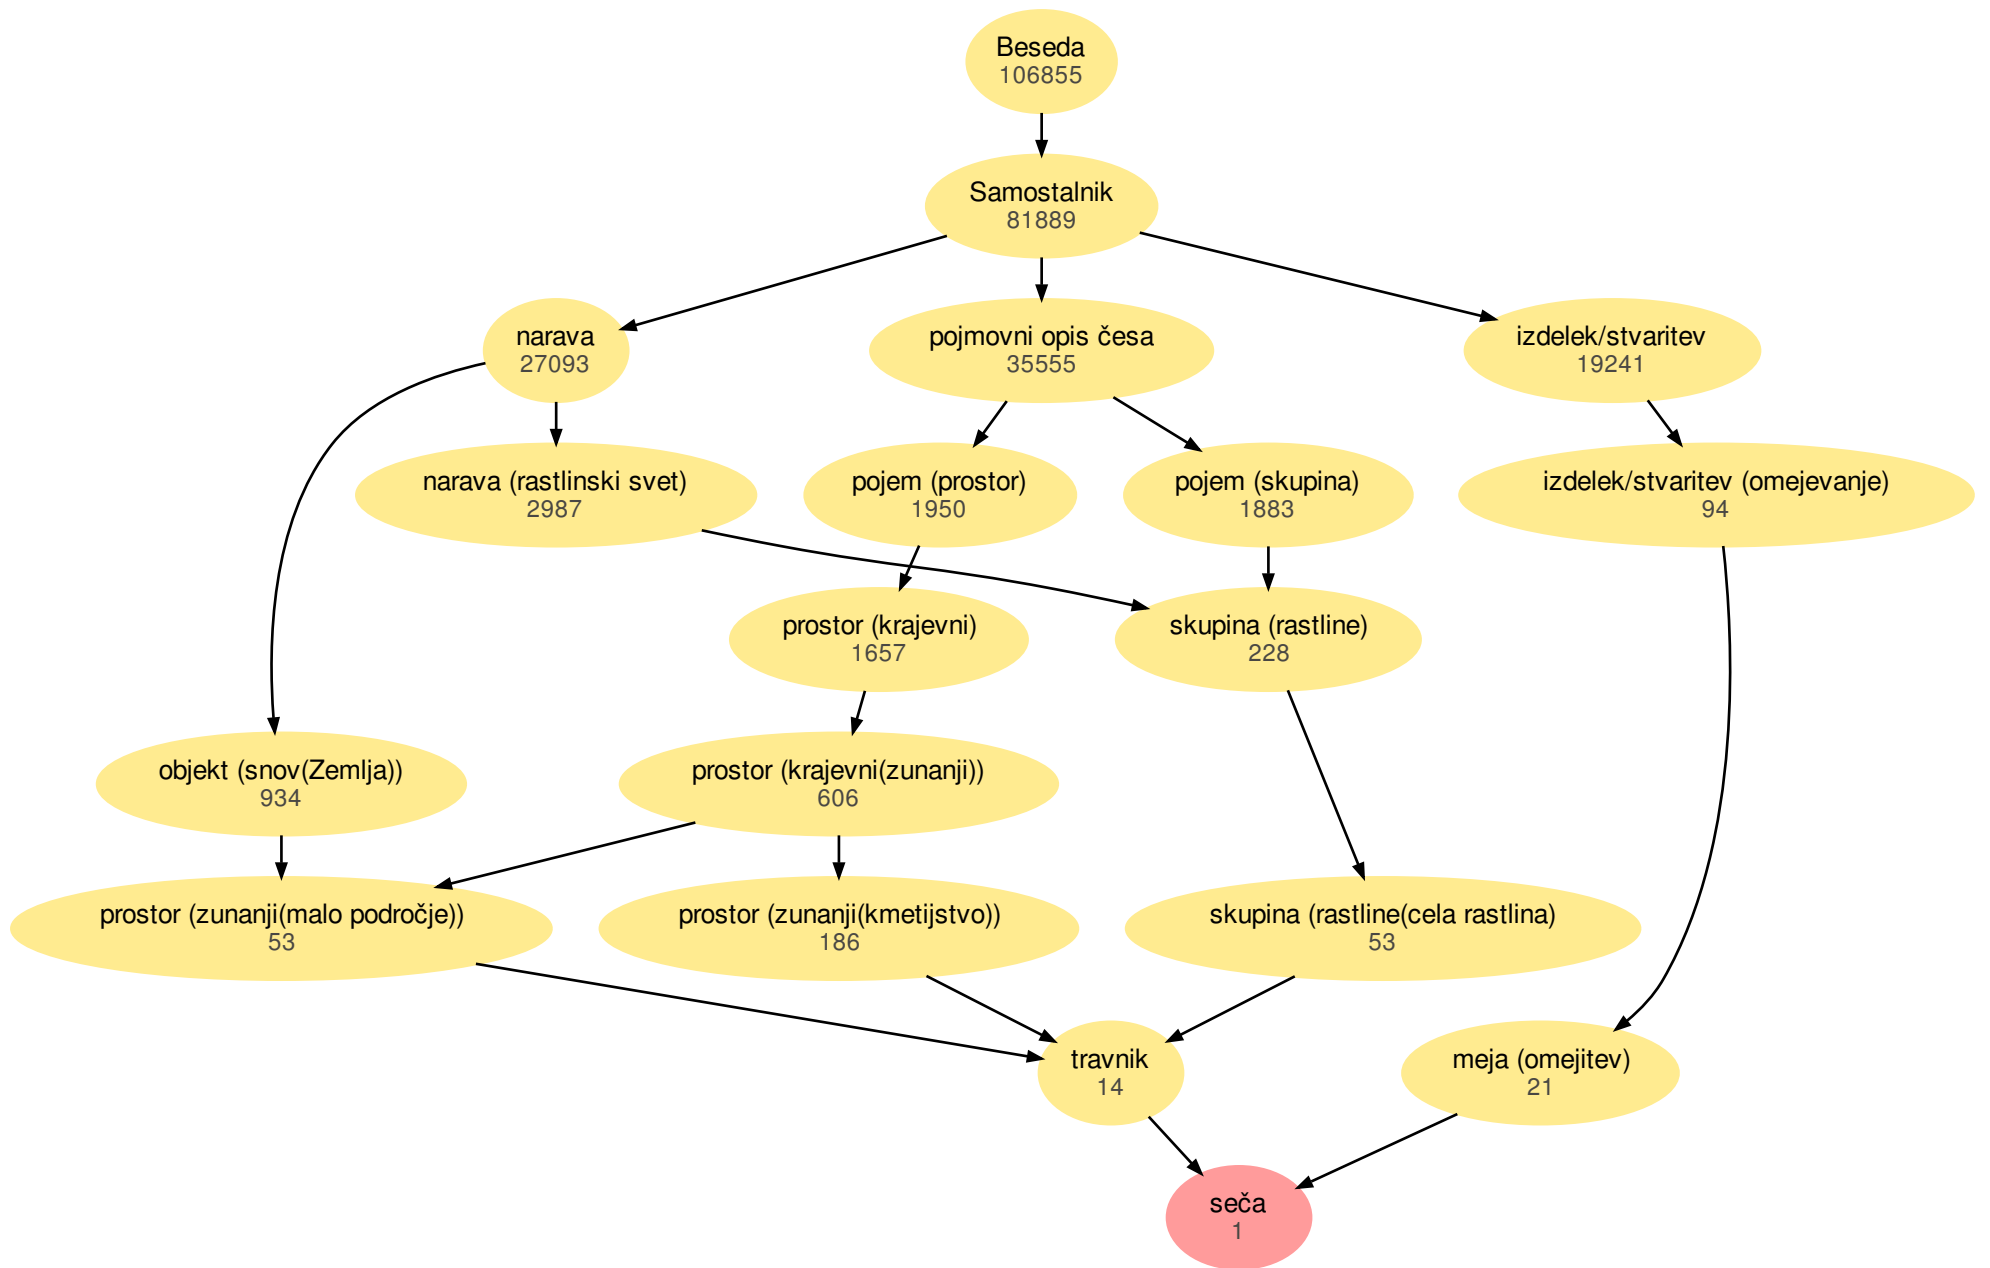 Beseda
106855
Samostalnik
81889
narava
27093
pojmovni opis česa
35555
izdelek/stvaritev
19241
narava (rastlinski svet)
2987
pojem (prostor)
1950
pojem (skupina)
1883
izdelek/stvaritev (omejevanje)
94
prostor (krajevni)
1657
skupina (rastline)
228
objekt (snov(Zemlja))
934
prostor (krajevni(zunanji))
606
prostor (zunanji(malo področje))
53
prostor (zunanji(kmetijstvo))
186
skupina (rastline(cela rastlina)
53
travnik
14
meja (omejitev)
21
seča
1